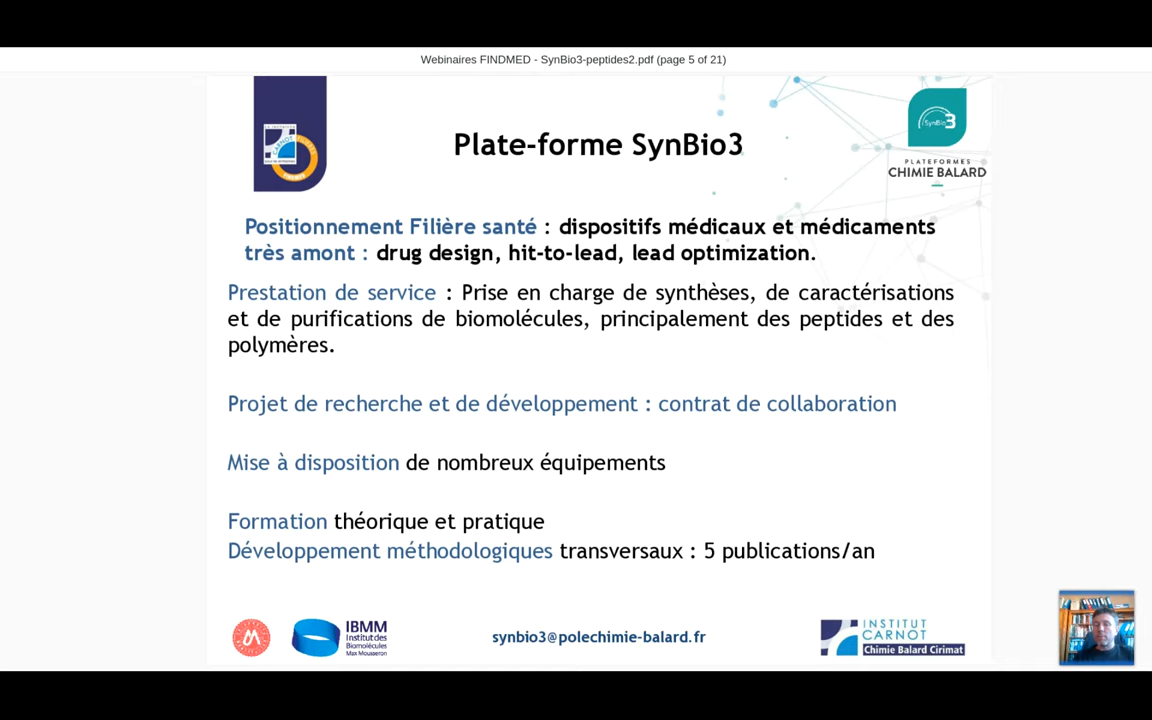 Webinaires FINDMED - SynBio3-peptides2.pdf (page 5 of 21)
CARNOT
FINDMED
Plate-forme SynBio3
SynBio3
PLATEFORMES
CHIMIE BALARD
Positionnement Filière santé : dispositifs médicaux et médicaments
très amont : drug design, hit-to-lead, lead optimization.
Prestation de service : Prise en charge de synthèses, de caractérisations
et de purifications de biomolécules, principalement des peptides et des
polymères.
Projet de recherche et de développement : contrat de collaboration
Mise à disposition de nombreux équipements
Formation théorique et pratique
Développement méthodologiques transversaux : 5 publications/an
IBMM
Institut des
Biomolécules
Max Mousseron
synbio3@polechimie-balard.fr
INSTITUT
CARNOT
Chimie Balard Cirimat